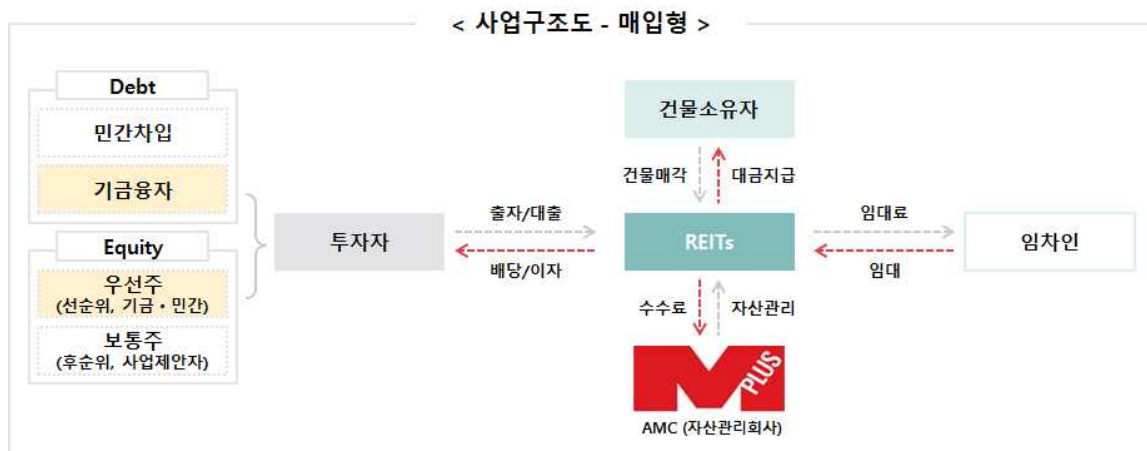 < 사업구조도 - 매입형 >
Debt
민간차입
기금융자
Equity
우선주
(선순위, 기금・민간)
보통주
(후순위, 사업제안자)
투자자
출자/대출
배당/이자
건물소유자
건물매각
대금지급
REITs
수수료
자산관리
M PLUS
AMC (자산관리회사)
임대료
임대
임차인